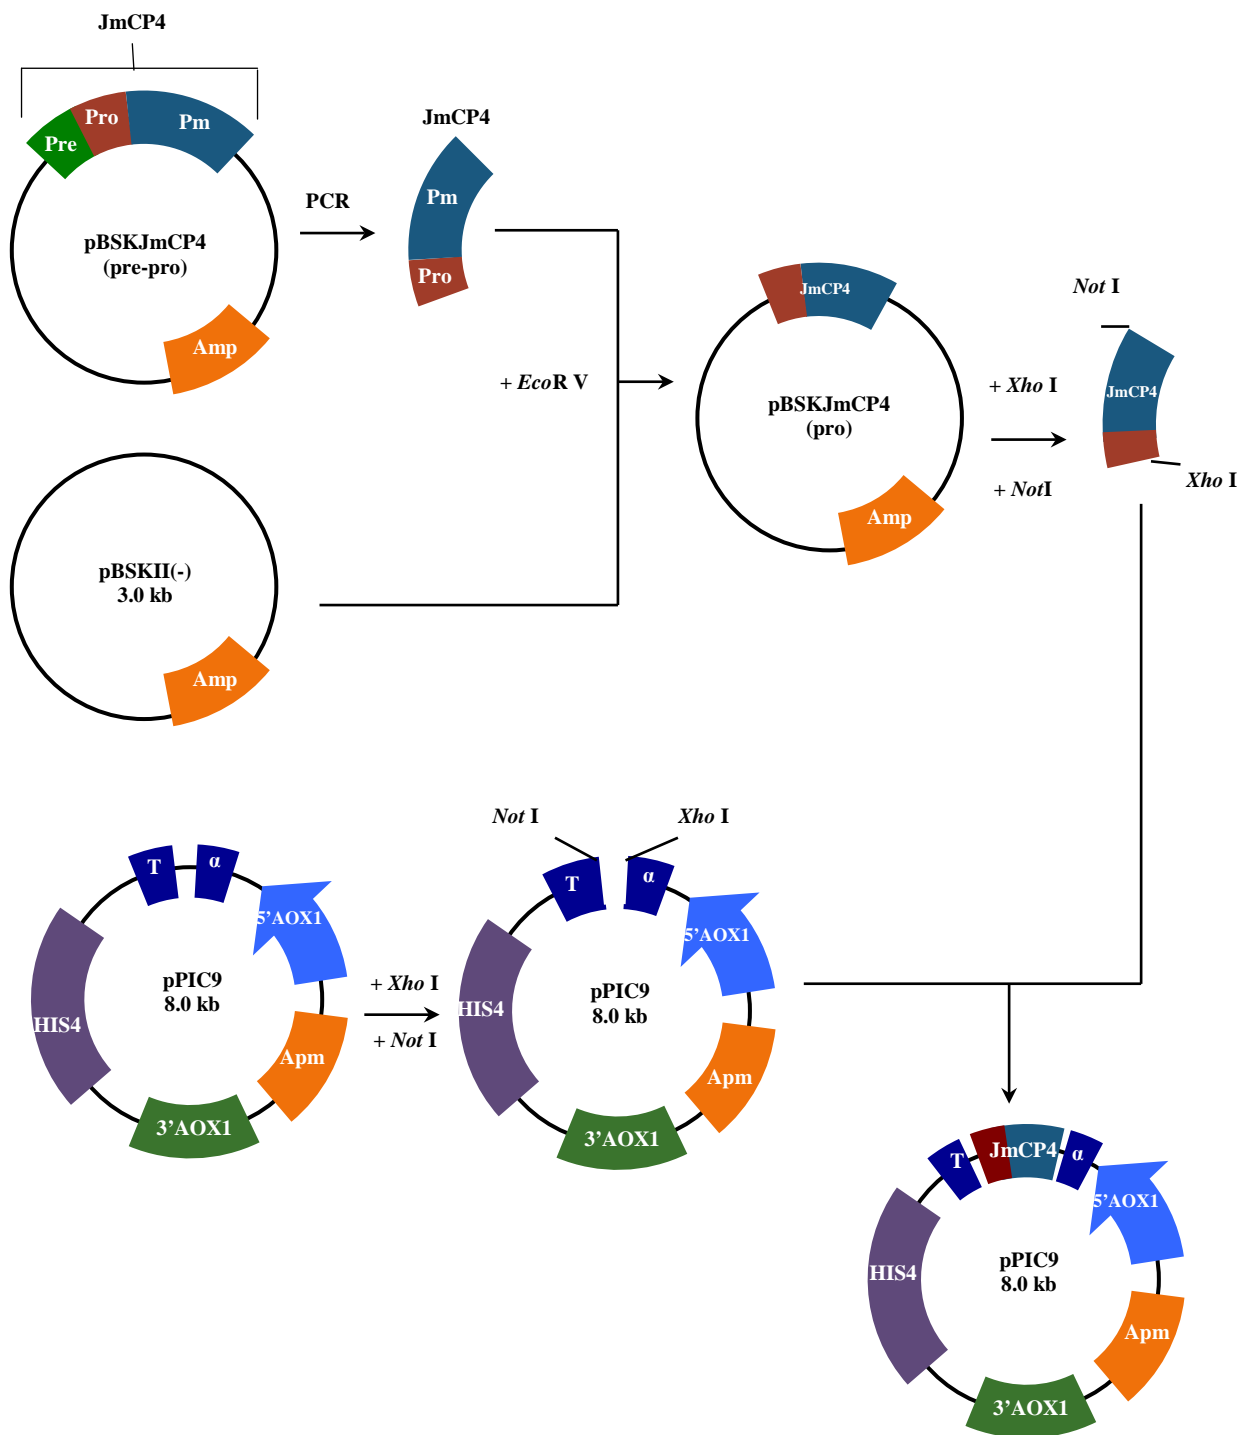 JmCP4
Pre
Pro
Pm
pBSKJmCP4
(pre-pro)
Amp
PCR
JmCP4
Pm
Pro
+ EcoR V
pBSKII(-)
3.0 kb
Amp
JmCP4
pBSKJmCP4
(pro)
Amp
+ Xho I
+ NotI
Not I
JmCP4
Xho I
T
α
5’AOX1
pPIC9
8.0 kb
HIS4
Apm
3’AOX1
+ Xho I
+ Not I
Not I
Xho I
T
α
5’AOX1
pPIC9
8.0 kb
HIS4
Apm
3’AOX1
T
JmCP4
α
5’AOX1
pPIC9
8.0 kb
HIS4
Apm
3’AOX1